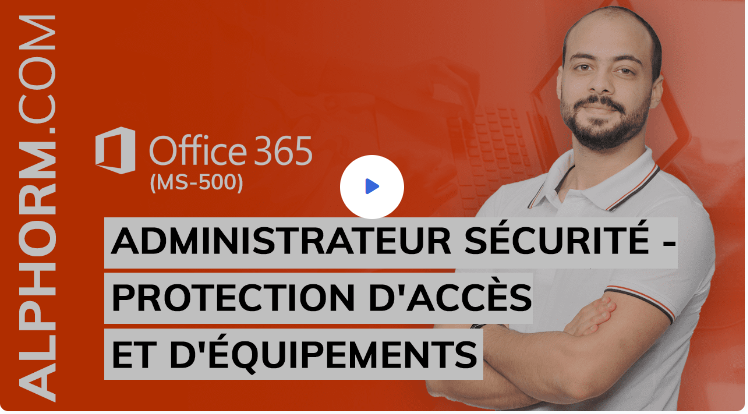 ALPHORM.COM
Office 365
(MS-500)
ADMINISTRATEUR SÉCURITÉ -
PROTECTION D'ACCÈS
ET D'ÉQUIPEMENTS